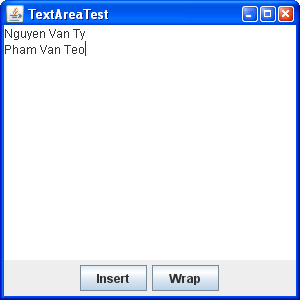 TextAreaTest
Nguyen Van Ty
Pham Van Teo
Insert Wrap